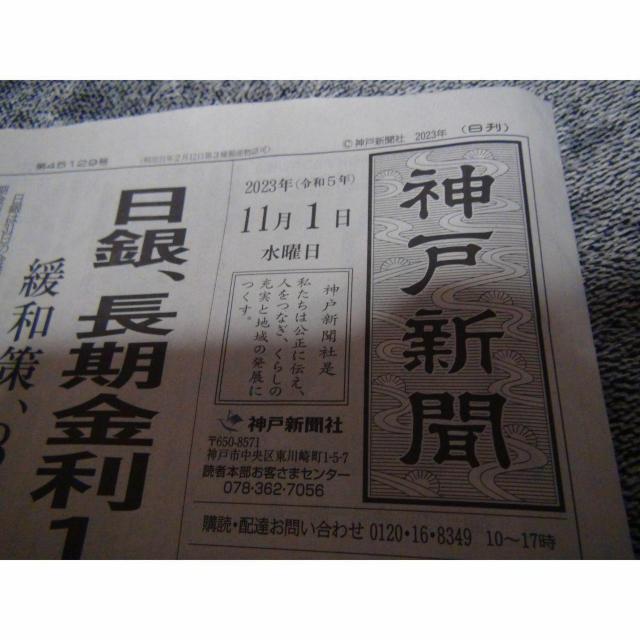 © 神戸新聞社 2023年 (日刊)
第45129号
神戸新聞
2023年(令和5年)
11月1日
水曜日
神戸新聞社是
私たちは公正に伝え、
人をつなぎ、くらしの
充実と地域の発展に
つくす。
神戸新聞社
〒650-8571
神戸市中央区東川崎町1-5-7
読者本部お客さまセンター
078・362・7056
購読・配達お問い合わせ 0120・16・8349 10〜17時
日銀、長期金利1
緩和策、